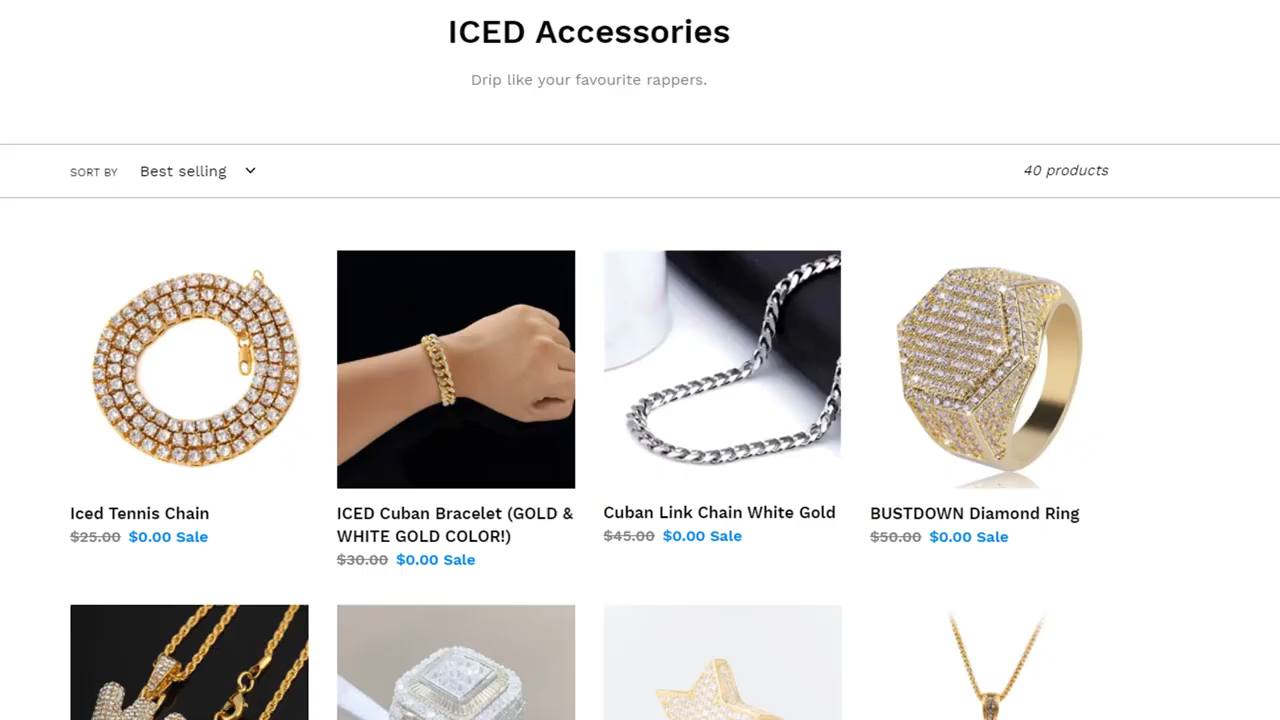 ICED Accessories
Drip like your favourite rappers.
SORT BY Best selling
40 products
Iced Tennis Chain
$25.00 $0.00 Sale
ICED Cuban Bracelet (GOLD &
WHITE GOLD COLOR!)
$30.00 $0.00 Sale
Cuban Link Chain White Gold
$45.00 $0.00 Sale
BUSTDOWN Diamond Ring
$50.00 $0.00 Sale